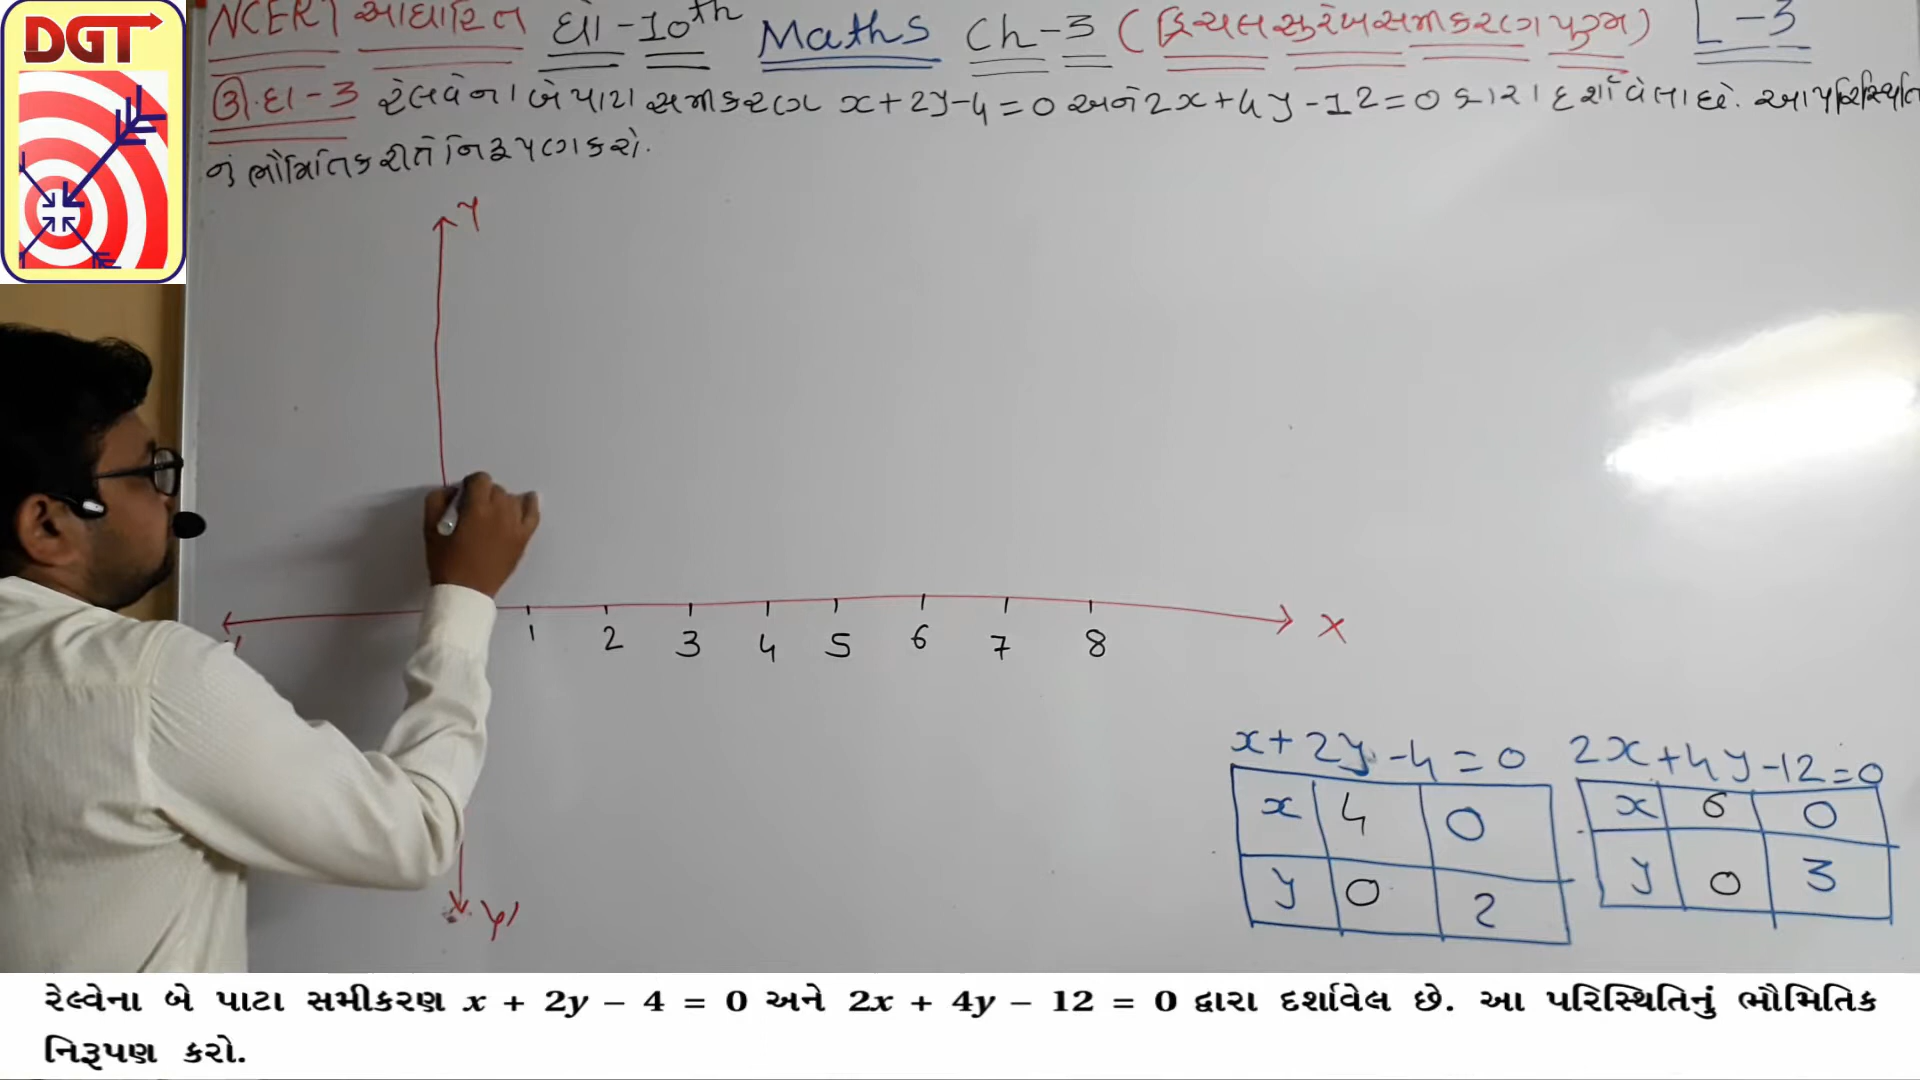 DGT
NCERT આધારિત ધો-10th Maths Ch-3 (દ્વિચલ સુરેખ સમીકરણ યુગ્મ) L-3
③ દા-3 રેલવેના બે પાટા સમીકરણ x+2y-4=0 અને 2x+4y-12=0 દ્વારા દર્શાવેલા છે. આ પરિસ્થિતિ
નું ભૌમિતિક રીતે નિરૂપણ કરો.
Y
1 2 3 4 5 6 7 8 X
Y'
x+2y-4=0 2x+4y-12=0
x 4 0 x 6 0
y 0 2 y 0 3
રેલ્વેના બે પાટા સમીકરણ x + 2y − 4 = 0 અને 2x + 4y − 12 = 0 દ્વારા દર્શાવેલ છે. આ પરિસ્થિતિનું ભૌમિતિક
નિરૂપણ કરો.